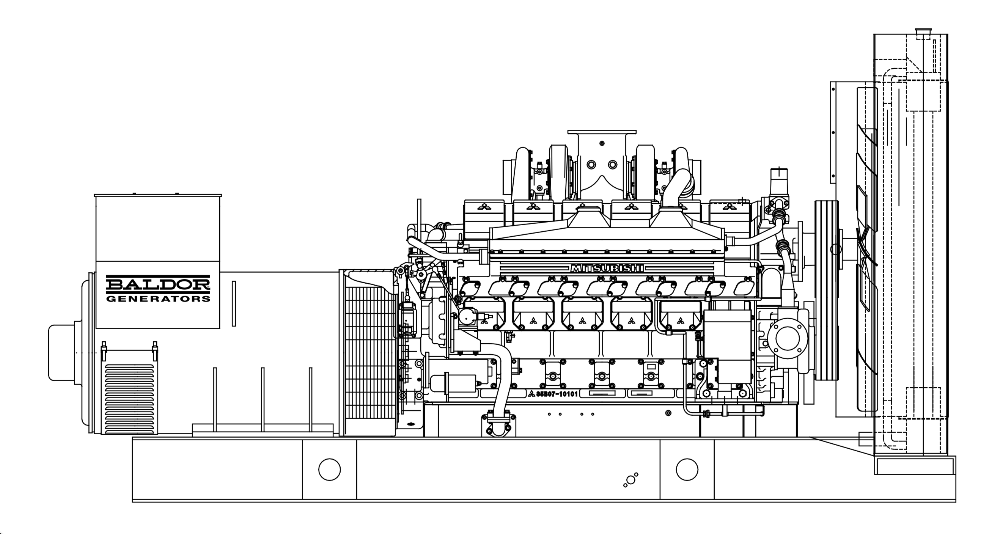 BALDOR
GENERATORS
MITSUBISHI
35B07-10101